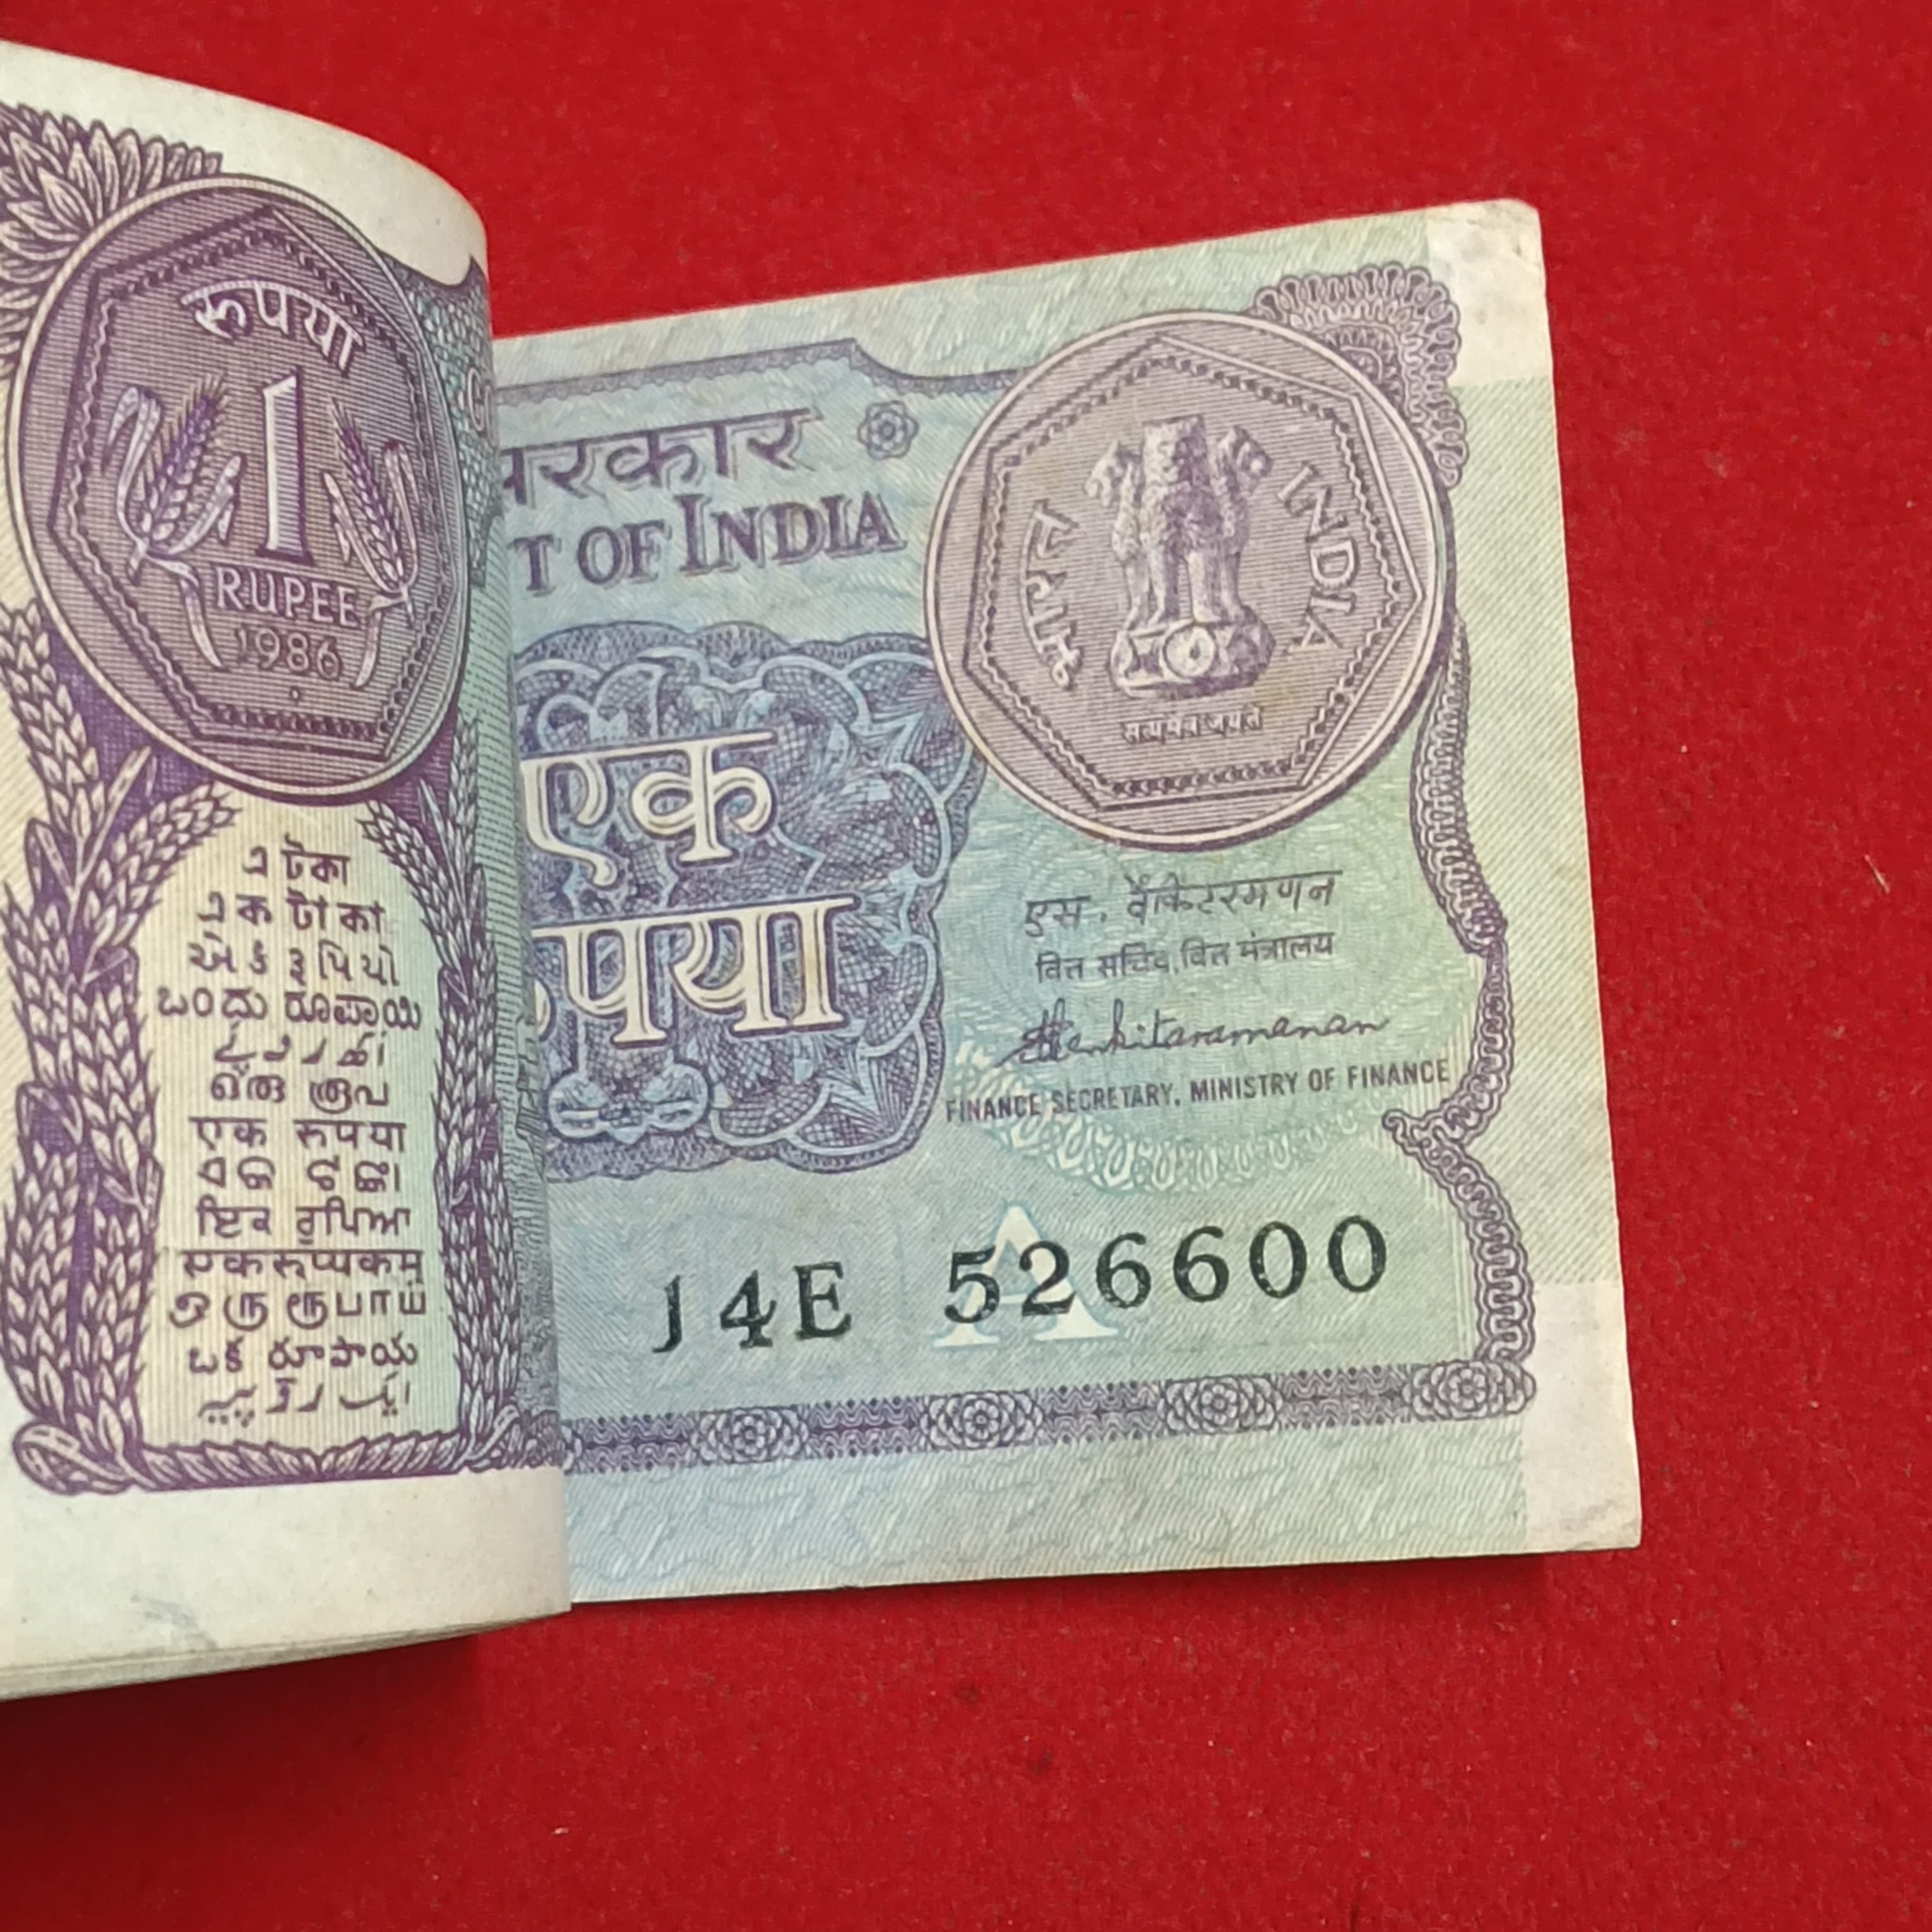 रुपया
1
RUPEE
1986
এ টকা
এক টাকা
એક રૂપિયો
ಒಂದು ರೂಪಾಯಿ
ഒരു രൂപ
एक रुपया
ଏକ ଟଙ୍କା
ਇਕ ਰੁਪਿਆ
एकरूप्यकम्
ஒரு ரூபாய்
ఒక రూపాయి
ایک روپیہ
सरकार
T OF INDIA
भारत
INDIA
सत्यमेव जयते
एक
रुपया
एस. वेंकिटरमणन
वित्त सचिव, वित्त मंत्रालय
SVenkitaramanan
FINANCE SECRETARY, MINISTRY OF FINANCE
A
J4E 526600